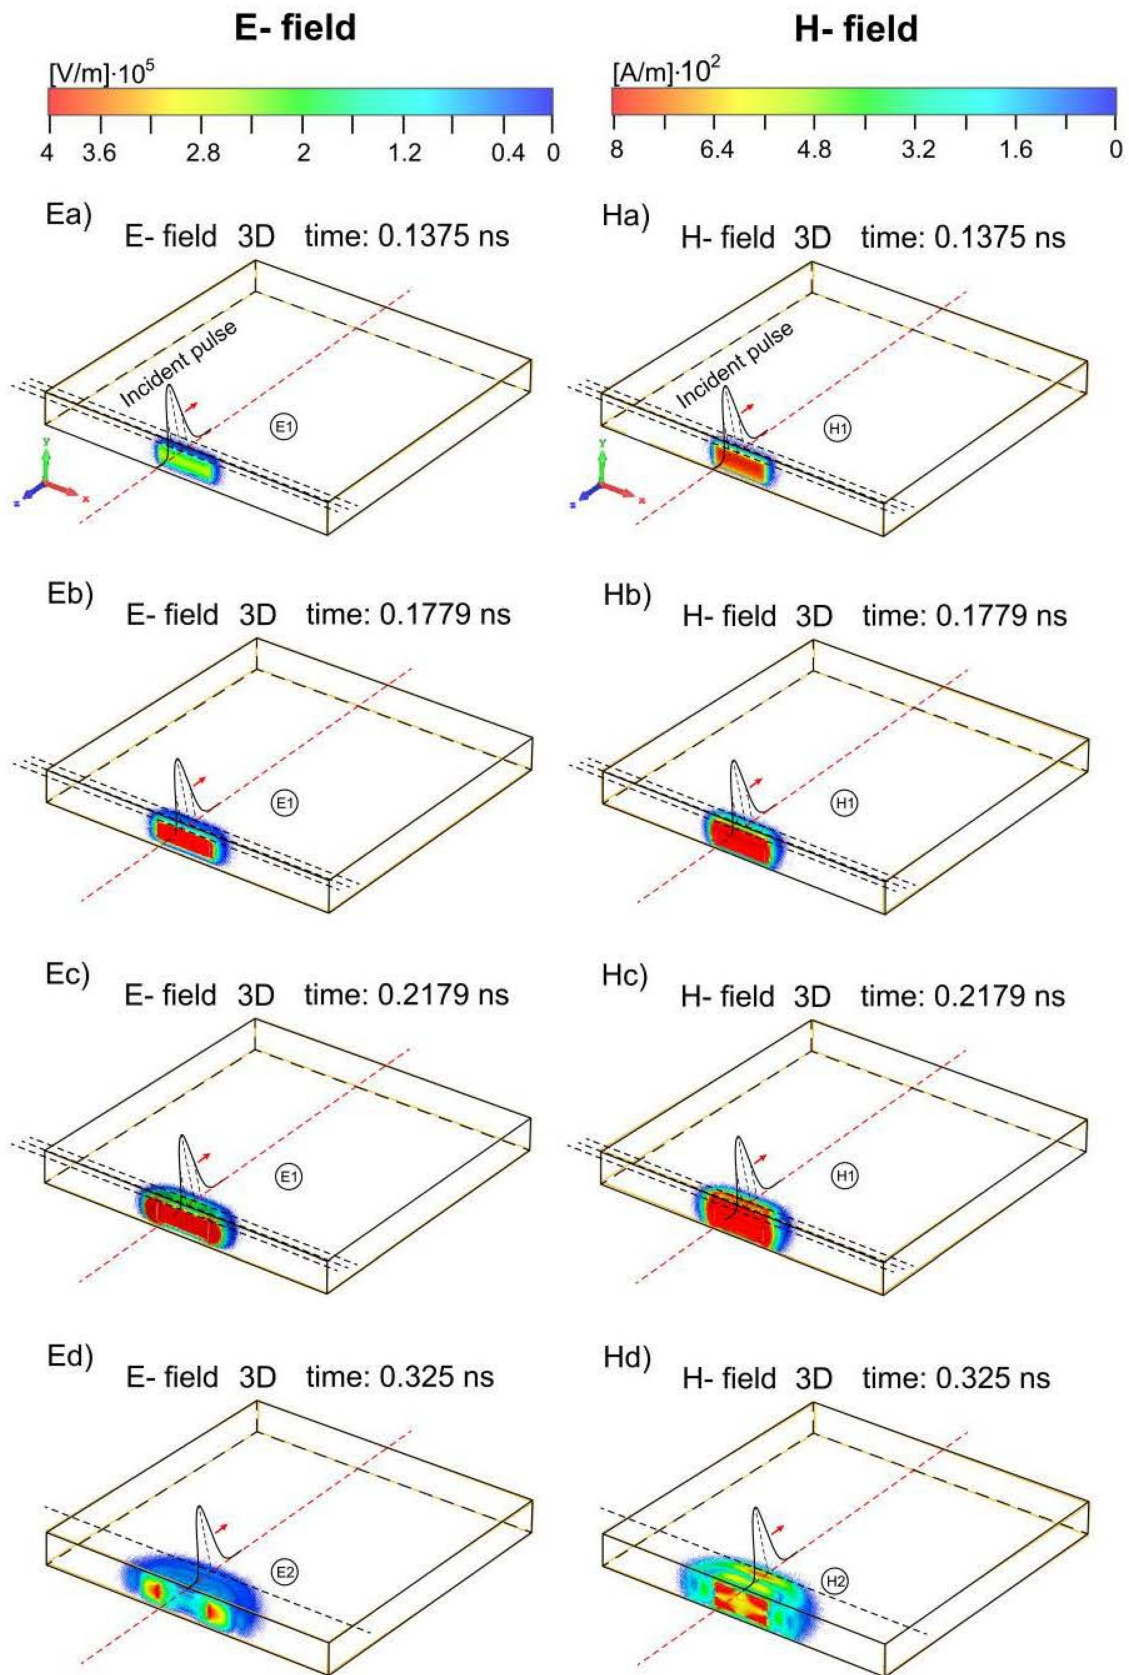 E- field
H- field
[V/m]·10⁵
[A/m]·10²
4 3.6 2.8 2 1.2 0.4 0
8 6.4 4.8 3.2 1.6 0
Ea)
E- field 3D time: 0.1375 ns
Incident pulse
E1
Y
Z
X
Ha)
H- field 3D time: 0.1375 ns
Incident pulse
H1
Y
Z
X
Eb)
E- field 3D time: 0.1779 ns
E1
Hb)
H- field 3D time: 0.1779 ns
H1
Ec)
E- field 3D time: 0.2179 ns
E1
Hc)
H- field 3D time: 0.2179 ns
H1
Ed)
E- field 3D time: 0.325 ns
E2
Hd)
H- field 3D time: 0.325 ns
H2